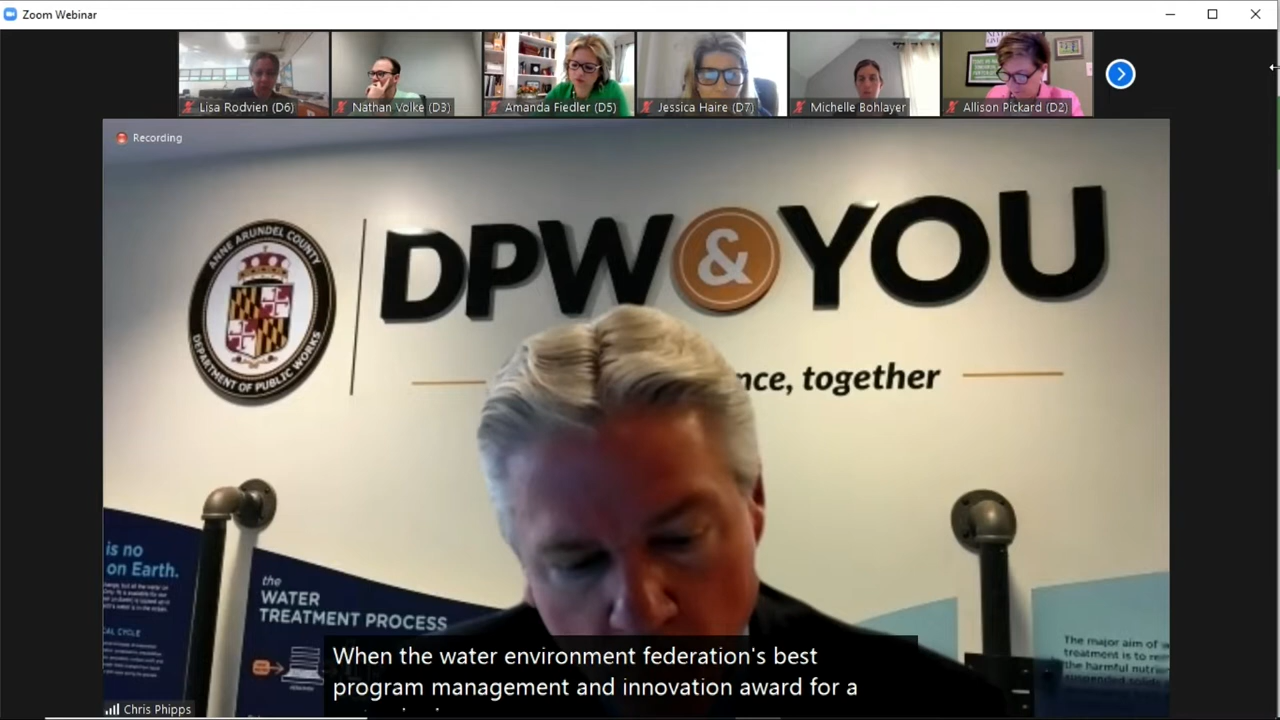 Zoom Webinar
Lisa Rodvien (D6)
Nathan Volke (D3)
Amanda Fiedler (D5)
Jessica Haire (D7)
Michelle Bohlayer
Allison Pickard (D2)
Recording
ANNE ARUNDEL COUNTY
DEPARTMENT OF PUBLIC WORKS
DPW & YOU
nce, together
is no
on Earth.
the
WATER
TREATMENT PROCESS
The major aim of
treatment is to
the harmful
suspended solids
When the water environment federation's best
program management and innovation award for a
Chris Phipps